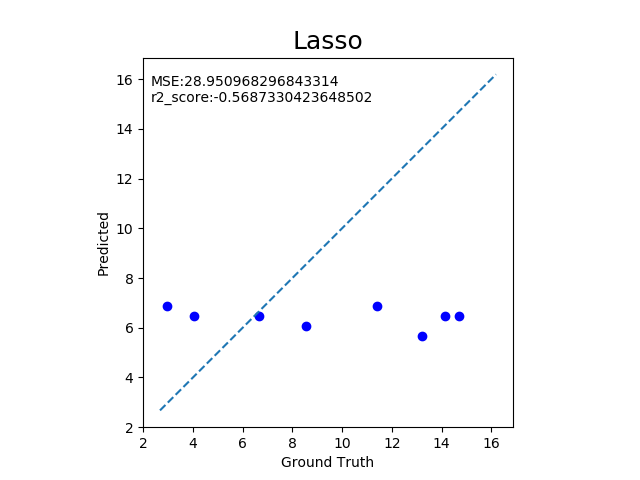 Lasso
MSE:28.950968296843314
r2_score:-0.5687330423648502
16
14
12
10
8
6
4
2
Predicted
2 4 6 8 10 12 14 16
Ground Truth